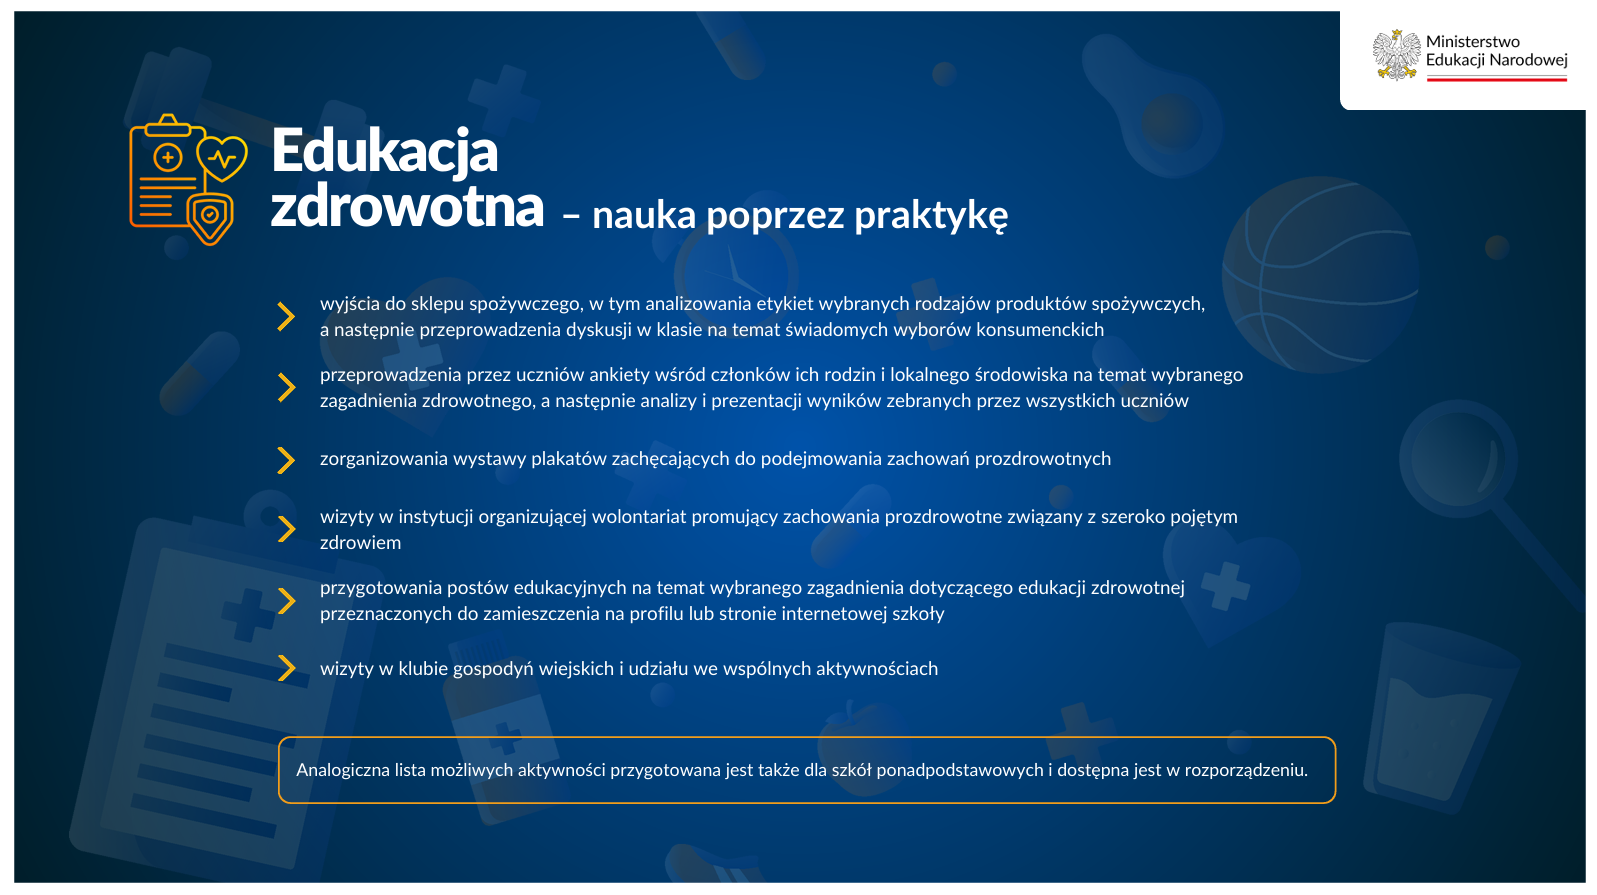 Ministerstwo
Edukacji Narodowej
Edukacja
zdrowotna – nauka poprzez praktykę
wyjścia do sklepu spożywczego, w tym analizowania etykiet wybranych rodzajów produktów spożywczych,
a następnie przeprowadzenia dyskusji w klasie na temat świadomych wyborów konsumenckich
przeprowadzenia przez uczniów ankiety wśród członków ich rodzin i lokalnego środowiska na temat wybranego
zagadnienia zdrowotnego, a następnie analizy i prezentacji wyników zebranych przez wszystkich uczniów
zorganizowania wystawy plakatów zachęcających do podejmowania zachowań prozdrowotnych
wizyty w instytucji organizującej wolontariat promujący zachowania prozdrowotne związany z szeroko pojętym
zdrowiem
przygotowania postów edukacyjnych na temat wybranego zagadnienia dotyczącego edukacji zdrowotnej
przeznaczonych do zamieszczenia na profilu lub stronie internetowej szkoły
wizyty w klubie gospodyń wiejskich i udziału we wspólnych aktywnościach
Analogiczna lista możliwych aktywności przygotowana jest także dla szkół ponadpodstawowych i dostępna jest w rozporządzeniu.